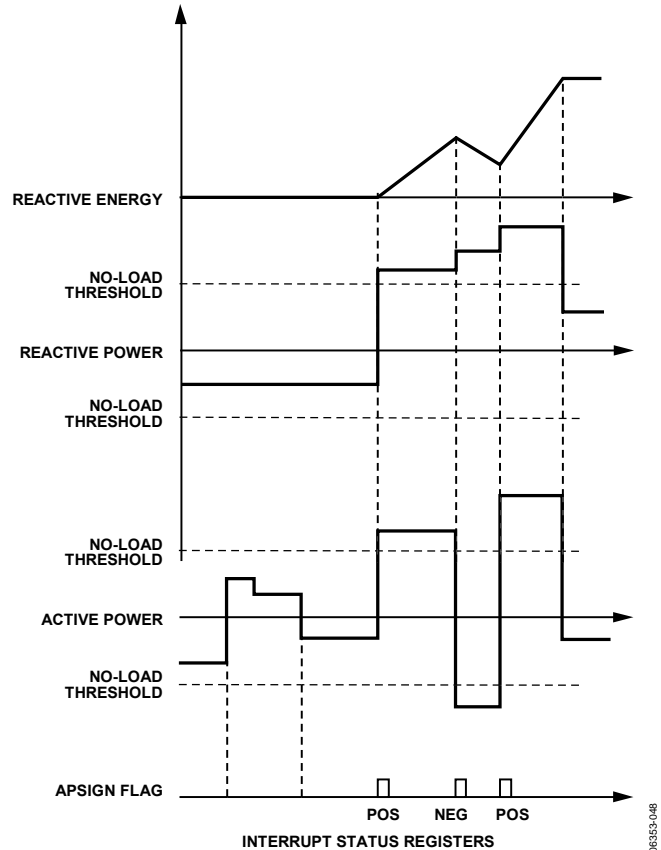 REACTIVE ENERGY
NO-LOAD
THRESHOLD
REACTIVE POWER
NO-LOAD
THRESHOLD
NO-LOAD
THRESHOLD
ACTIVE POWER
NO-LOAD
THRESHOLD
APSIGN FLAG
POS NEG POS
INTERRUPT STATUS REGISTERS
06353-048